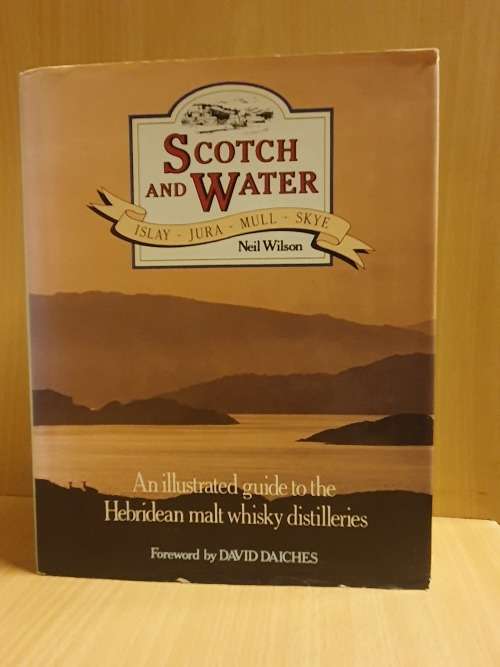 SCOTCH
AND WATER
ISLAY - JURA - MULL - SKYE
Neil Wilson
An illustrated guide to the
Hebridean malt whisky distilleries
Foreword by DAVID DAICHES